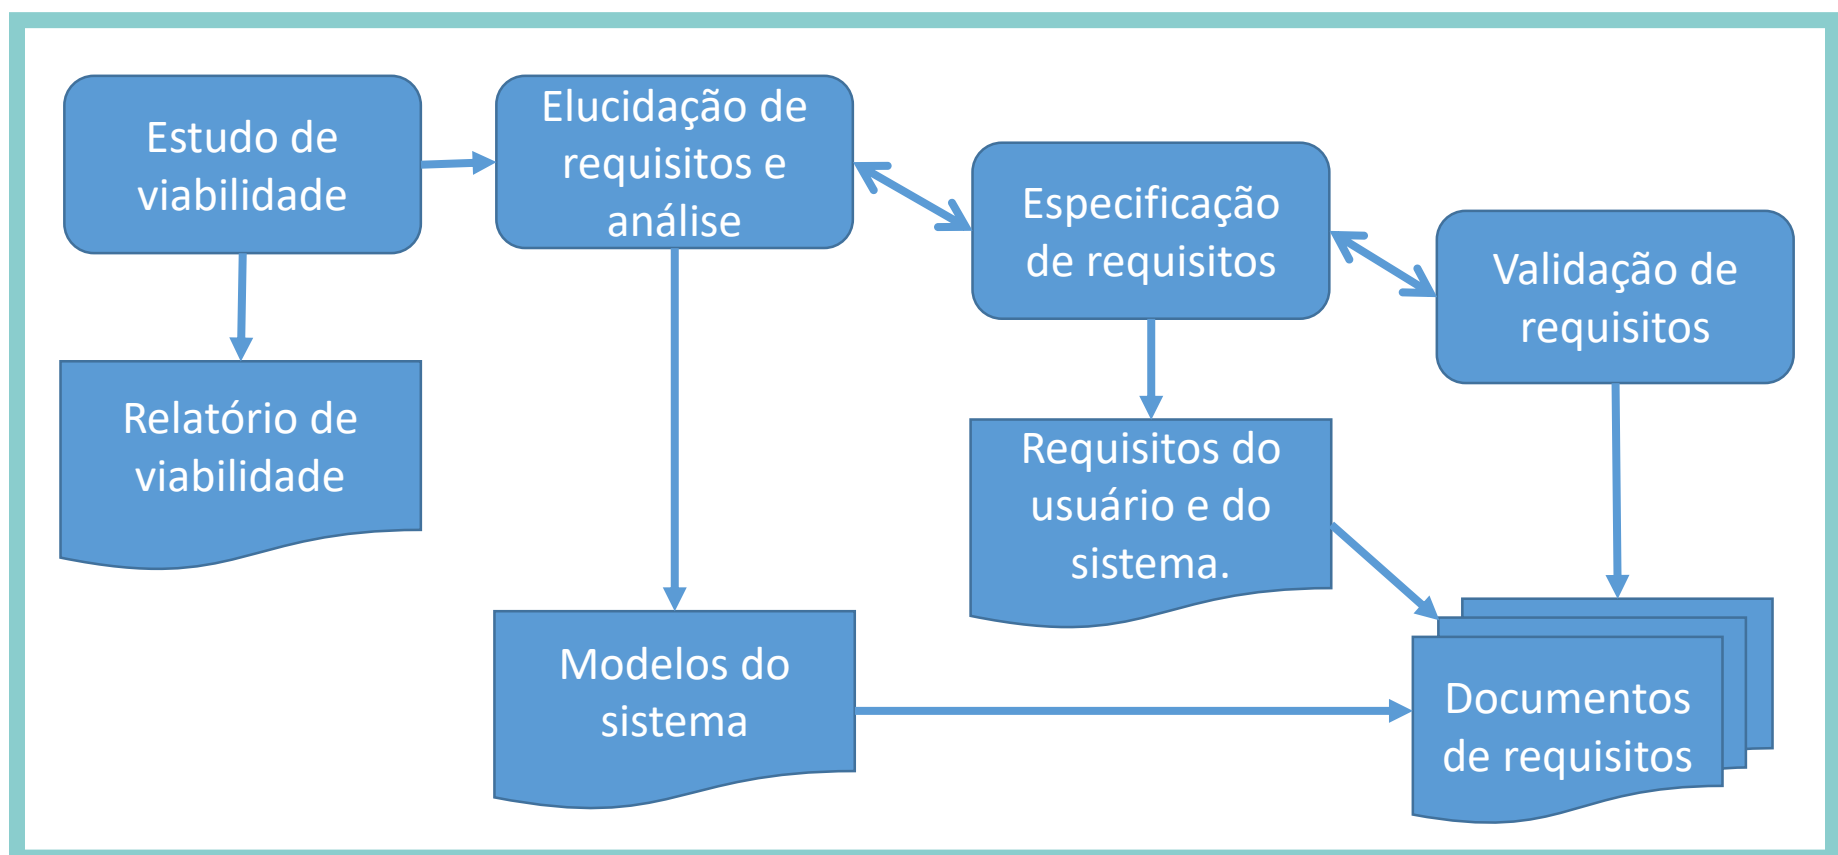 Estudo de
viabilidade
Elucidação de
requisitos e
análise
Especificação
de requisitos
Validação de
requisitos
Relatório de
viabilidade
Requisitos do
usuário e do
sistema.
Modelos do
sistema
Documentos
de requisitos